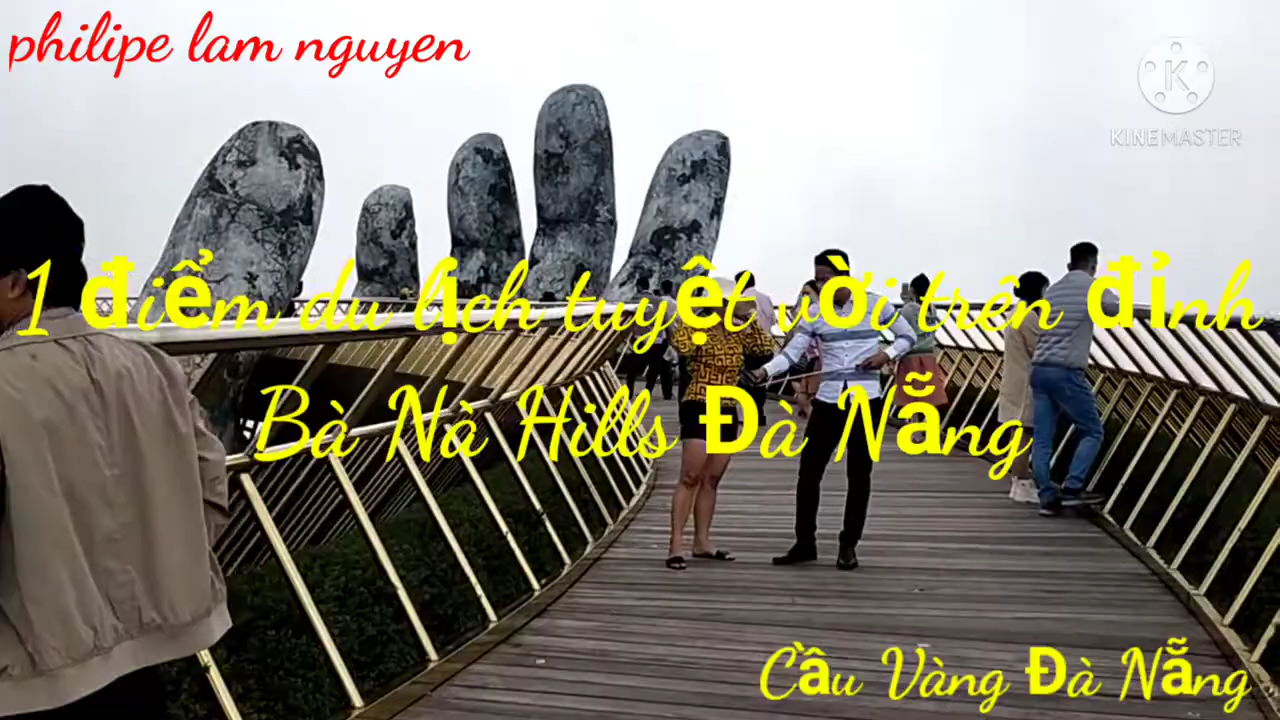 philipe lam nguyen
KINEMASTER
1 điểm du lịch tuyệt vời trên đỉnh
Bà Nà Hills Đà Nẵng
Cầu Vàng Đà Nẵng